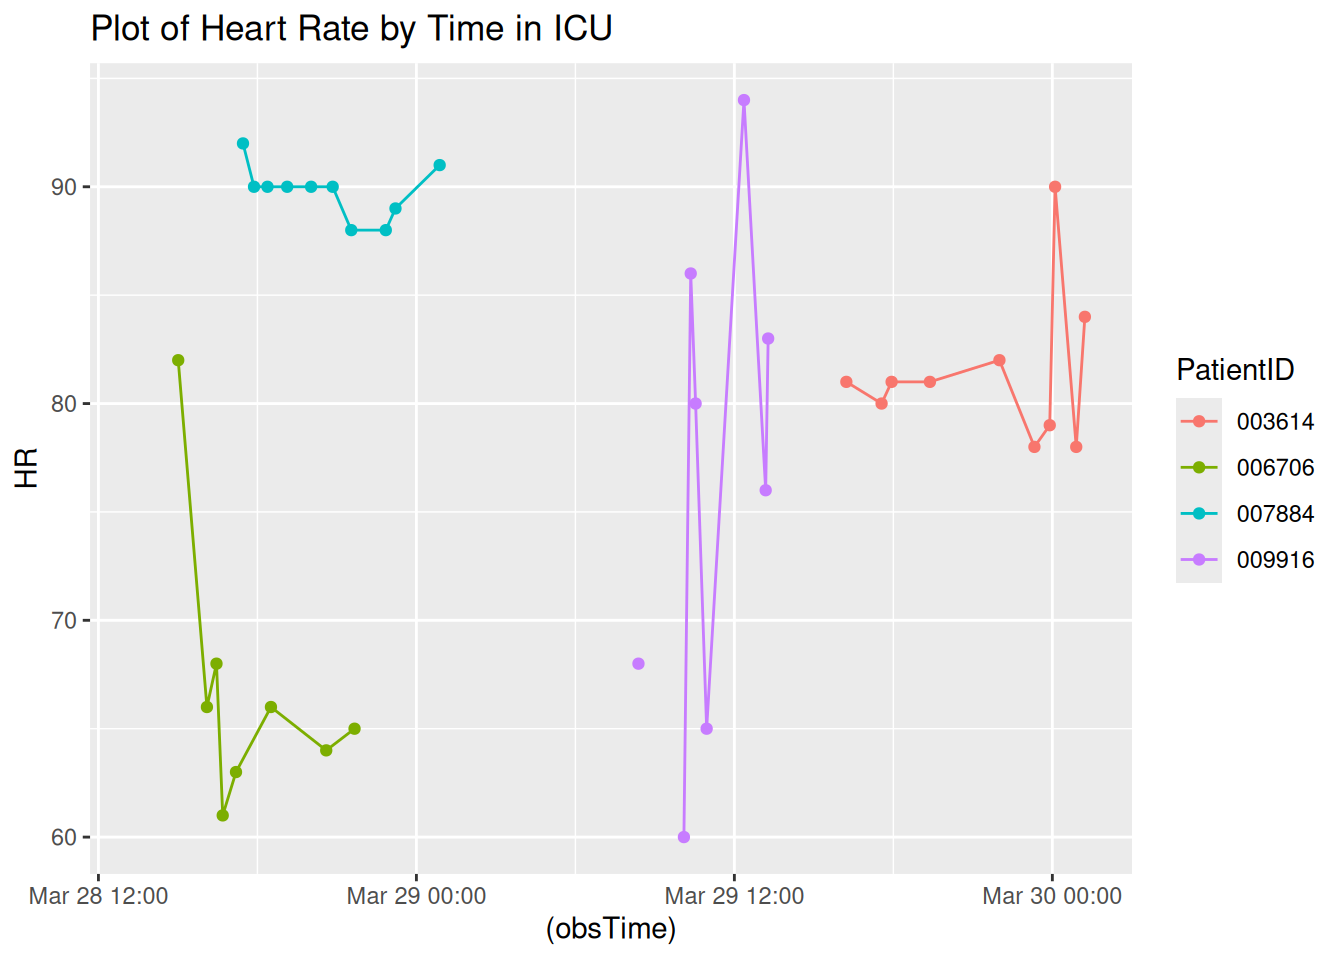 Plot of Heart Rate by Time in ICU
90
80
70
60
HR
Mar 28 12:00
Mar 29 00:00
Mar 29 12:00
Mar 30 00:00
(obsTime)
PatientID
003614
006706
007884
009916